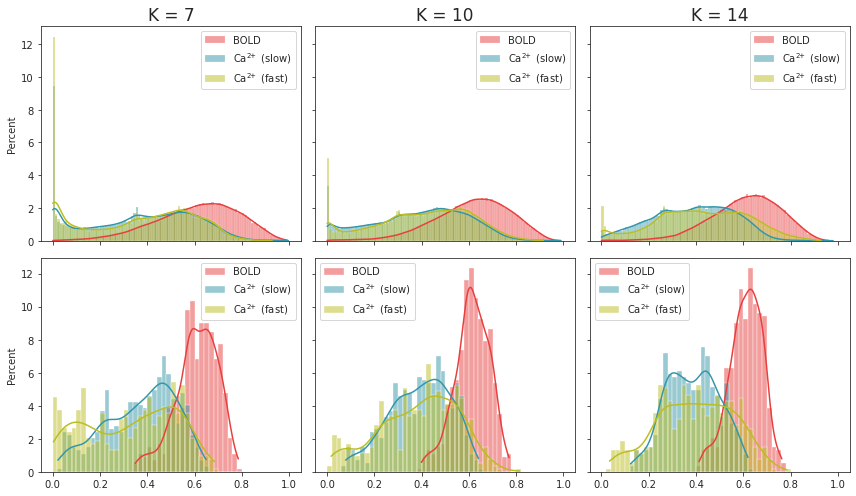 K = 7
K = 10
K = 14
12
10
8
6
4
2
0
Percent
BOLD
Ca²⁺ (slow)
Ca²⁺ (fast)
BOLD
Ca²⁺ (slow)
Ca²⁺ (fast)
BOLD
Ca²⁺ (slow)
Ca²⁺ (fast)
12
10
8
6
4
2
0
Percent
BOLD
Ca²⁺ (slow)
Ca²⁺ (fast)
BOLD
Ca²⁺ (slow)
Ca²⁺ (fast)
BOLD
Ca²⁺ (slow)
Ca²⁺ (fast)
0.0 0.2 0.4 0.6 0.8 1.0
0.0 0.2 0.4 0.6 0.8 1.0
0.0 0.2 0.4 0.6 0.8 1.0